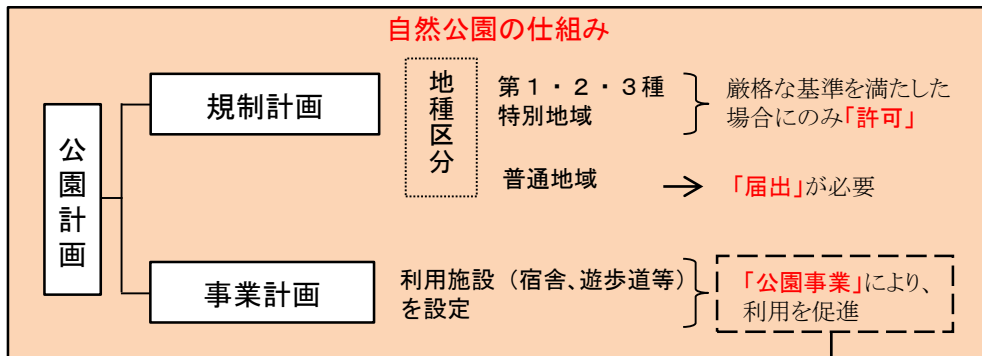 自然公園の仕組み
公園計画
規制計画
地種区分
第１・２・３種
特別地域
厳格な基準を満たした
場合にのみ「許可」
普通地域
「届出」が必要
事業計画
利用施設（宿舎、遊歩道等）
を設定
「公園事業」により、
利用を促進